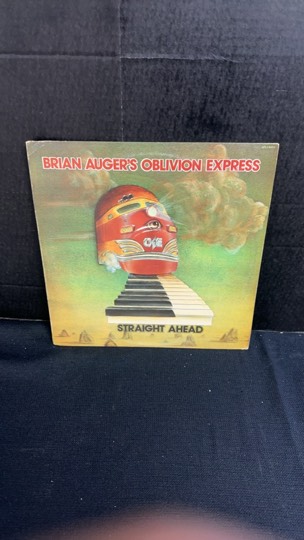 BRIAN AUGER'S OBLIVION EXPRESS
STRAIGHT AHEAD